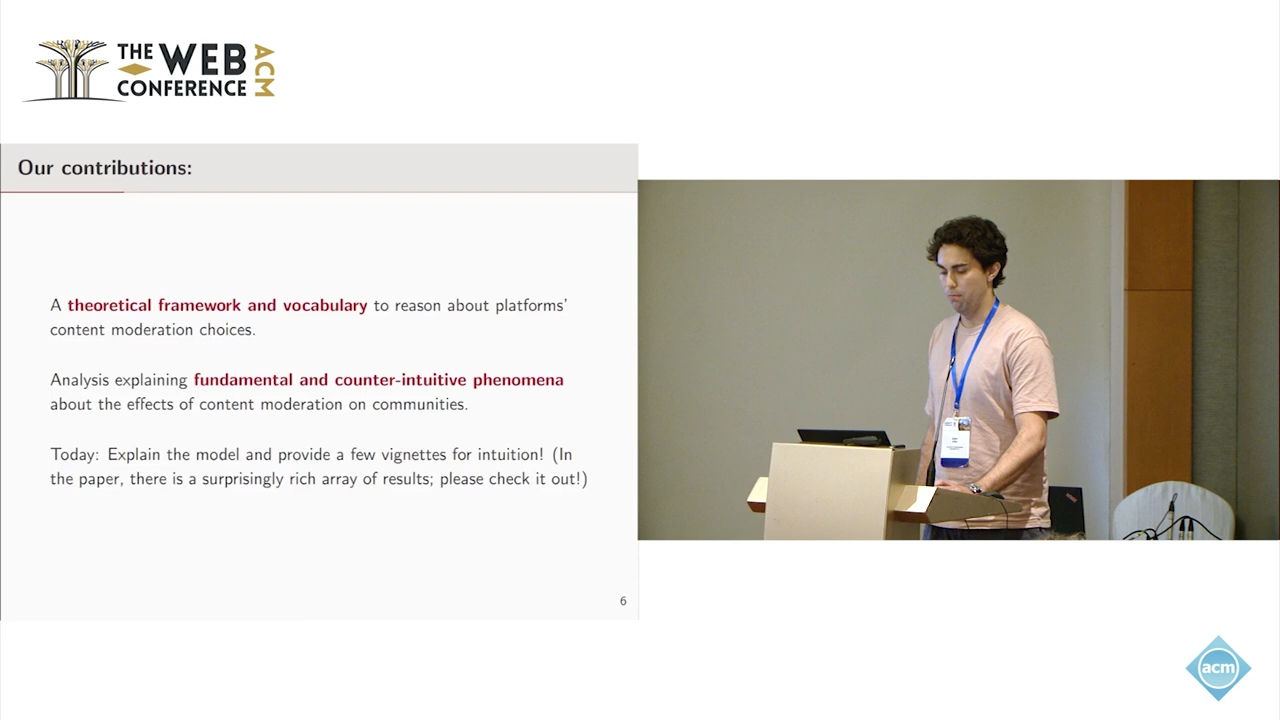 THE WEB
CONFERENCE
ACM
Our contributions:
A theoretical framework and vocabulary to reason about platforms'
content moderation choices.
Analysis explaining fundamental and counter-intuitive phenomena
about the effects of content moderation on communities.
Today: Explain the model and provide a few vignettes for intuition! (In
the paper, there is a surprisingly rich array of results; please check it out!)
6
acm